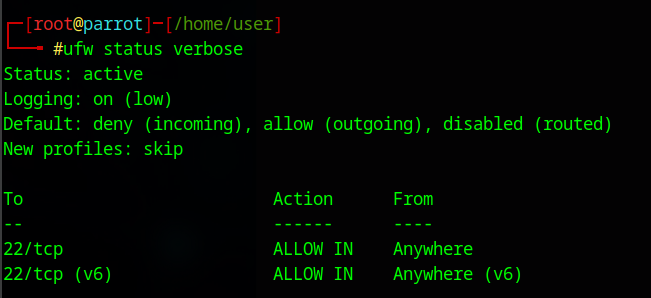 ┌─[root@parrot]─[/home/user]
└──╼ #ufw status verbose
Status: active
Logging: on (low)
Default: deny (incoming), allow (outgoing), disabled (routed)
New profiles: skip
To                         Action      From
--                         ------      ----
22/tcp                     ALLOW IN    Anywhere
22/tcp (v6)                ALLOW IN    Anywhere (v6)